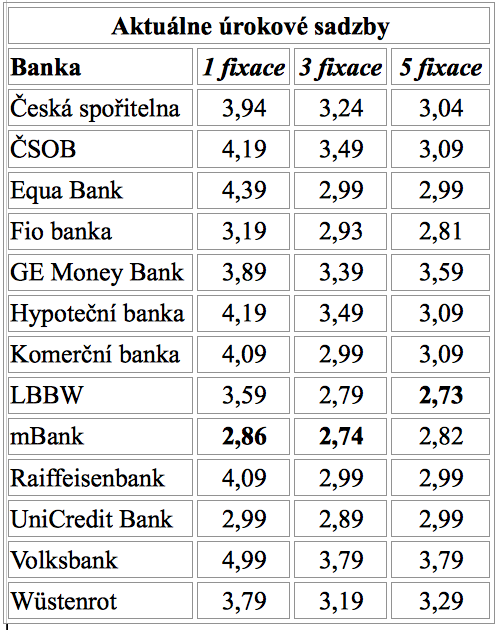 Aktuálne úrokové sadzby
Banka 1 fixace 3 fixace 5 fixace
Česká spořitelna 3,94 3,24 3,04
ČSOB 4,19 3,49 3,09
Equa Bank 4,39 2,99 2,99
Fio banka 3,19 2,93 2,81
GE Money Bank 3,89 3,39 3,59
Hypoteční banka 4,19 3,49 3,09
Komerční banka 4,09 2,99 3,09
LBBW 3,59 2,79 2,73
mBank 2,86 2,74 2,82
Raiffeisenbank 4,09 2,99 2,99
UniCredit Bank 2,99 2,89 2,99
Volksbank 4,99 3,79 3,79
Wüstenrot 3,79 3,19 3,29